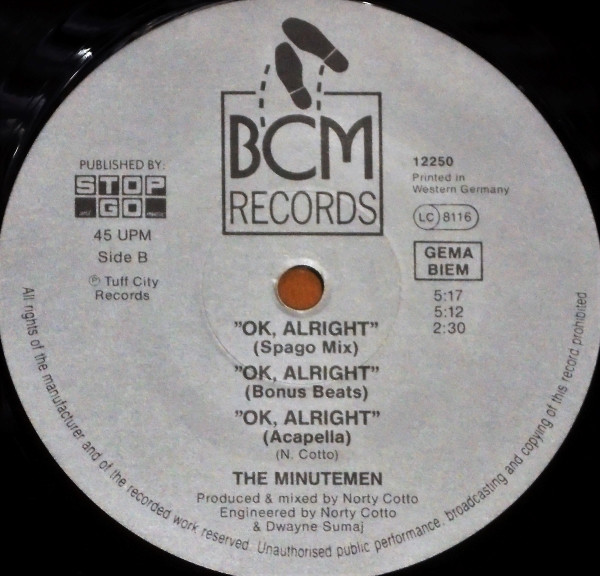 BCM
RECORDS
PUBLISHED BY:
STOP
GO
45 UPM
Side B
℗ Tuff City
Records
12250
Printed in
Western Germany
LC 8116
GEMA
BIEM
5:17
5:12
2:30
"OK, ALRIGHT"
(Spago Mix)
"OK, ALRIGHT"
(Bonus Beats)
"OK, ALRIGHT"
(Acapella)
(N. Cotto)
THE MINUTEMEN
Produced & mixed by Norty Cotto
Engineered by Norty Cotto
& Dwayne Sumaj
All rights of the manufacturer and of the recorded work reserved. Unauthorised public performance, broadcasting and copying of this record prohibited.